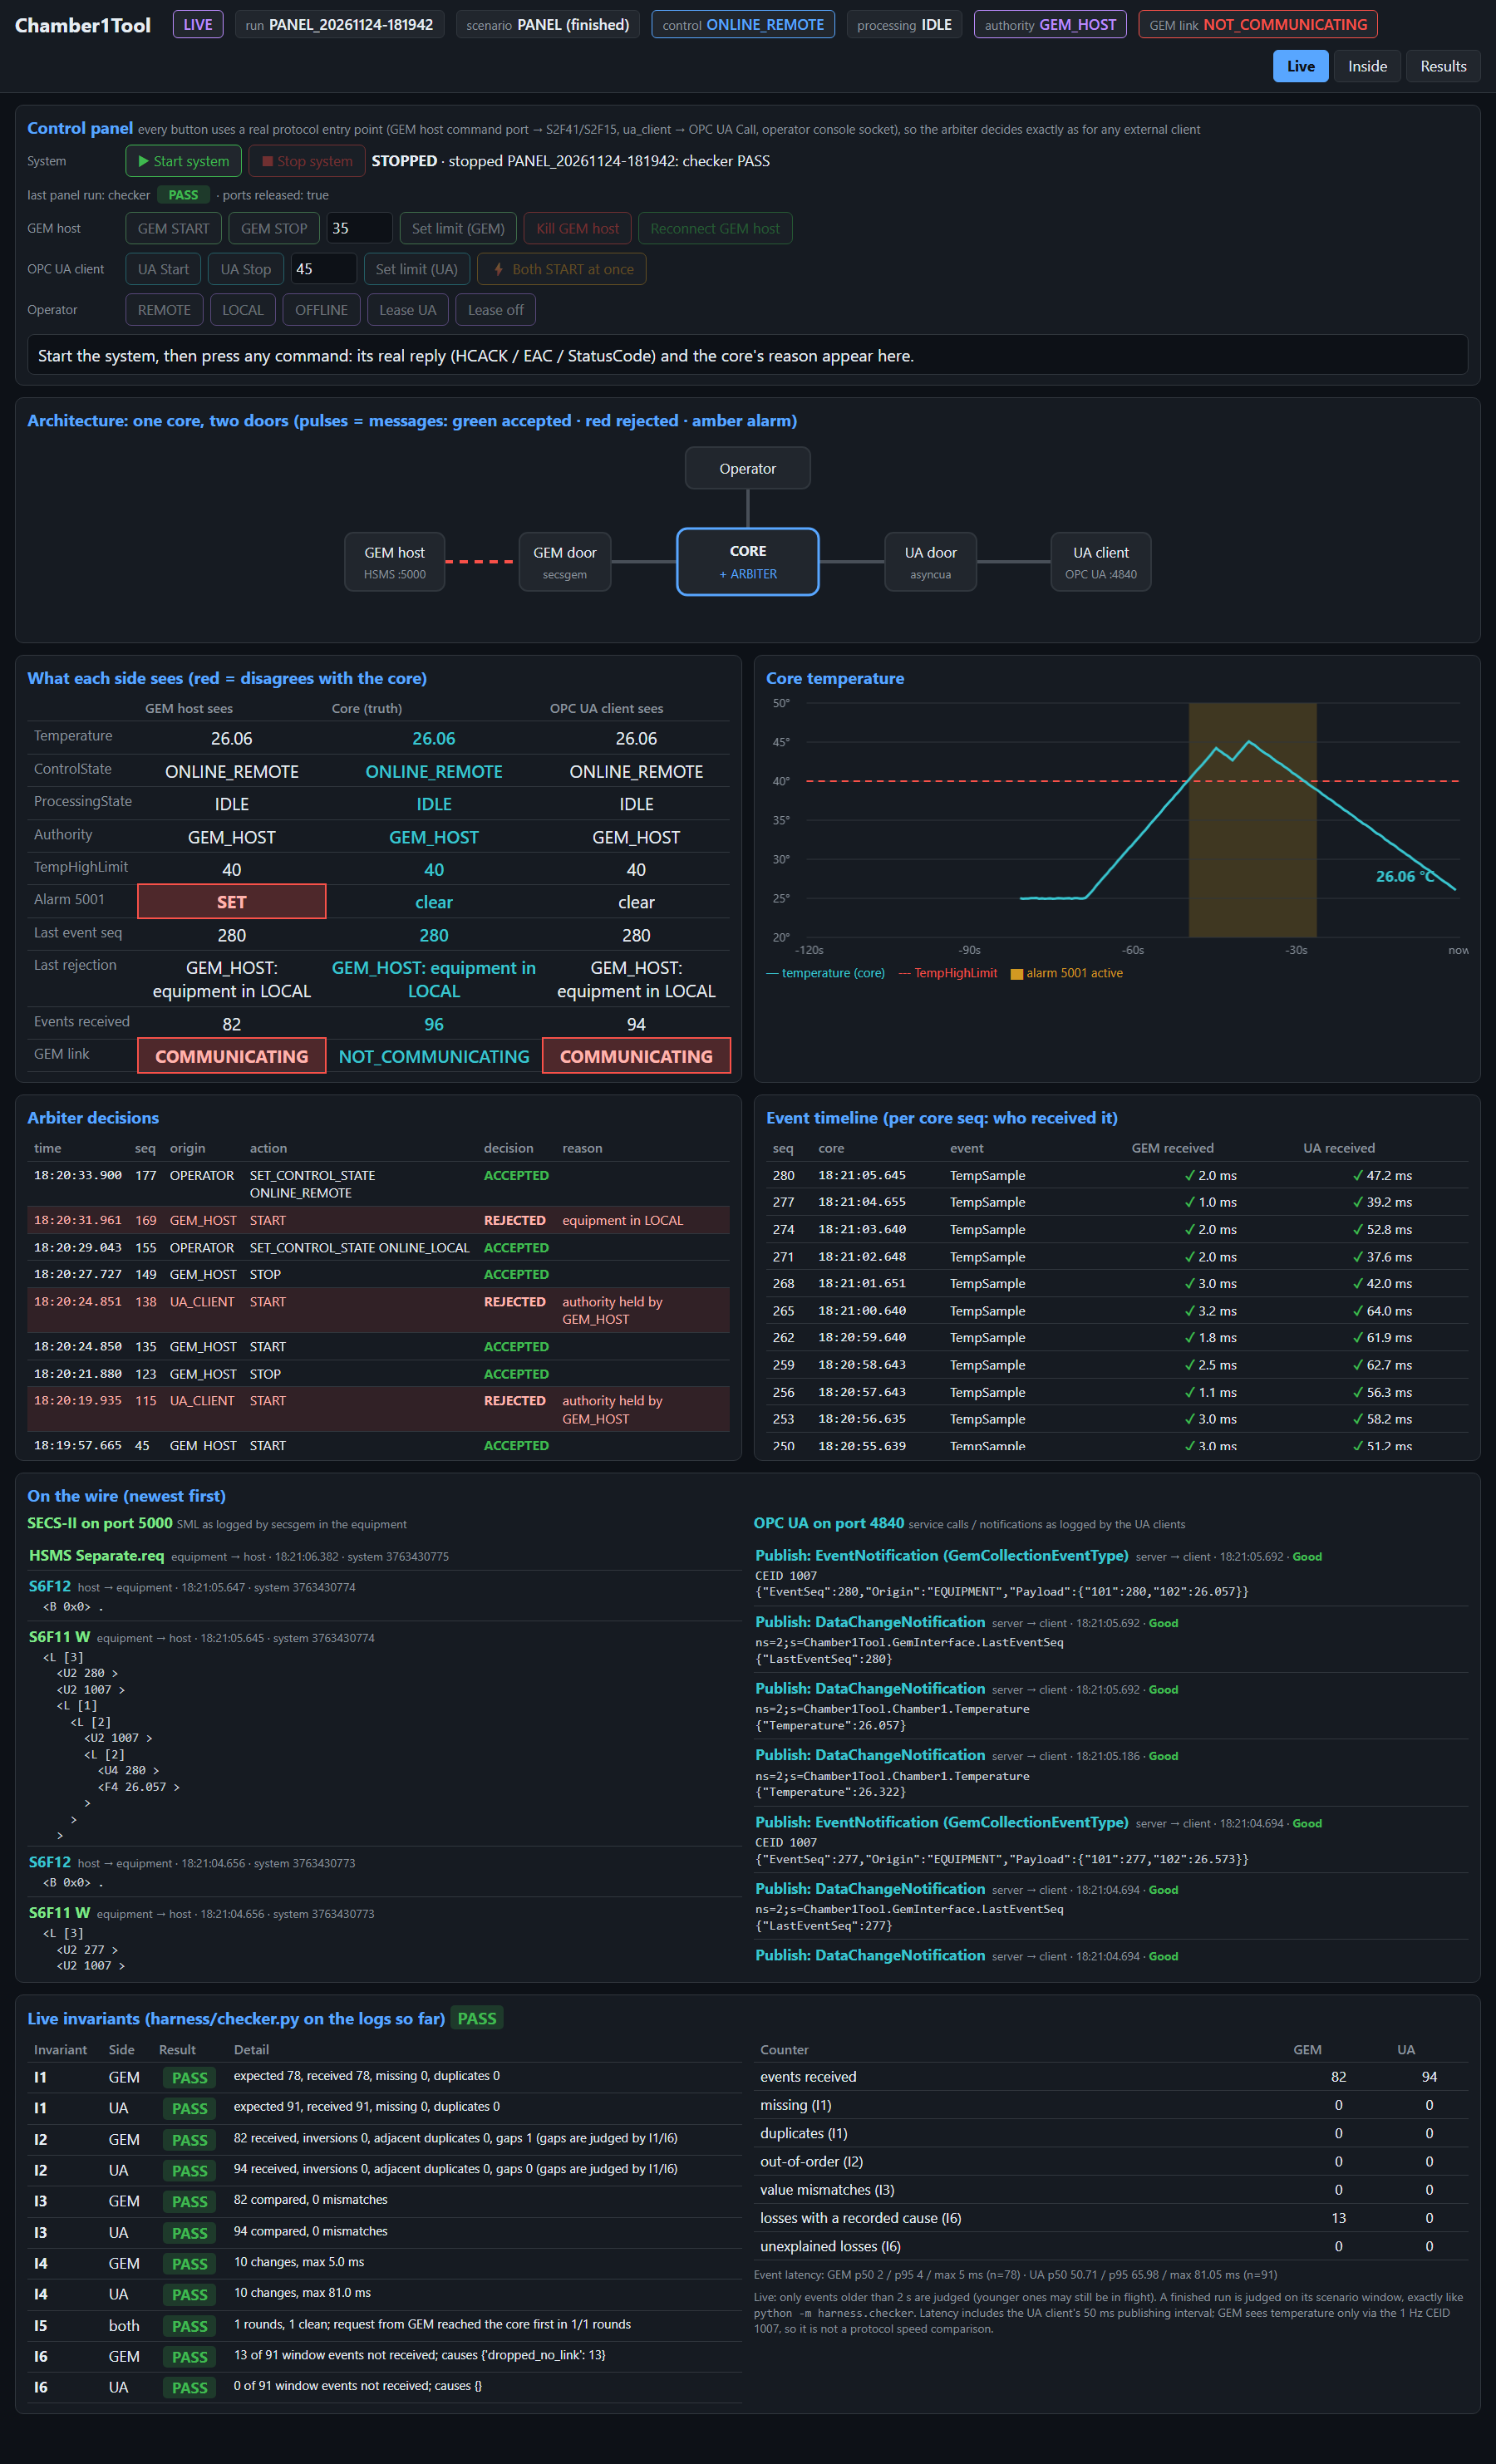 Chamber1Tool
LIVE
run PANEL_20261124-181942
scenario PANEL (finished)
control ONLINE_REMOTE
processing IDLE
authority GEM_HOST
GEM link NOT_COMMUNICATING
Live
Inside
Results
Control panel every button uses a real protocol entry point (GEM host command port → S2F41/S2F15, ua_client → OPC UA Call, operator console socket), so the arbiter decides exactly as for any external client
System ▶ Start system ■ Stop system STOPPED · stopped PANEL_20261124-181942: checker PASS
last panel run: checker PASS · ports released: true
GEM host GEM START GEM STOP 35 Set limit (GEM) Kill GEM host Reconnect GEM host
OPC UA client UA Start UA Stop 45 Set limit (UA) ⚡ Both START at once
Operator REMOTE LOCAL OFFLINE Lease UA Lease off
Start the system, then press any command: its real reply (HCACK / EAC / StatusCode) and the core's reason appear here.
Architecture: one core, two doors (pulses = messages: green accepted · red rejected · amber alarm)
Operator
GEM host
HSMS :5000
GEM door
secsgem
CORE
+ ARBITER
UA door
asyncua
UA client
OPC UA :4840
What each side sees (red = disagrees with the core)
GEM host sees Core (truth) OPC UA client sees
Temperature 26.06 26.06 26.06
ControlState ONLINE_REMOTE ONLINE_REMOTE ONLINE_REMOTE
ProcessingState IDLE IDLE IDLE
Authority GEM_HOST GEM_HOST GEM_HOST
TempHighLimit 40 40 40
Alarm 5001 SET clear clear
Last event seq 280 280 280
Last rejection GEM_HOST: GEM_HOST: equipment in GEM_HOST:
equipment in LOCAL LOCAL equipment in LOCAL
Events received 82 96 94
GEM link COMMUNICATING NOT_COMMUNICATING COMMUNICATING
Core temperature
50°
45°
40°
35°
30°
25°
20°
26.06 °C
-120s -90s -60s -30s now
— temperature (core) --- TempHighLimit alarm 5001 active
Arbiter decisions
time seq origin action decision reason
18:20:33.900 177 OPERATOR SET_CONTROL_STATE ACCEPTED
ONLINE_REMOTE
18:20:31.961 169 GEM_HOST START REJECTED equipment in LOCAL
18:20:29.043 155 OPERATOR SET_CONTROL_STATE ONLINE_LOCAL ACCEPTED
18:20:27.727 149 GEM_HOST STOP ACCEPTED
18:20:24.851 138 UA_CLIENT START REJECTED authority held by
GEM_HOST
18:20:24.850 135 GEM_HOST START ACCEPTED
18:20:21.880 123 GEM_HOST STOP ACCEPTED
18:20:19.935 115 UA_CLIENT START REJECTED authority held by
GEM_HOST
18:19:57.665 45 GEM_HOST START ACCEPTED
Event timeline (per core seq: who received it)
seq core event GEM received UA received
280 18:21:05.645 TempSample ✓ 2.0 ms ✓ 47.2 ms
277 18:21:04.655 TempSample ✓ 1.0 ms ✓ 39.2 ms
274 18:21:03.640 TempSample ✓ 2.0 ms ✓ 52.8 ms
271 18:21:02.648 TempSample ✓ 2.0 ms ✓ 37.6 ms
268 18:21:01.651 TempSample ✓ 3.0 ms ✓ 42.0 ms
265 18:21:00.640 TempSample ✓ 3.2 ms ✓ 64.0 ms
262 18:20:59.640 TempSample ✓ 1.8 ms ✓ 61.9 ms
259 18:20:58.643 TempSample ✓ 2.5 ms ✓ 62.7 ms
256 18:20:57.643 TempSample ✓ 1.1 ms ✓ 56.3 ms
253 18:20:56.635 TempSample ✓ 3.0 ms ✓ 58.2 ms
250 18:20:55.639 TempSample ✓ 3.0 ms ✓ 51.2 ms
On the wire (newest first)
SECS-II on port 5000 SML as logged by secsgem in the equipment
HSMS Separate.req equipment → host · 18:21:06.382 · system 3763430775
S6F12 host → equipment · 18:21:05.647 · system 3763430774
<B 0x0> .
S6F11 W equipment → host · 18:21:05.645 · system 3763430774
<L [3]
<U2 280 >
<U2 1007 >
<L [1]
<L [2]
<U2 1007 >
<L [2]
<U4 280 >
<F4 26.057 >
>
>
>
S6F12 host → equipment · 18:21:04.656 · system 3763430773
<B 0x0> .
S6F11 W equipment → host · 18:21:04.656 · system 3763430773
<L [3]
<U2 277 >
<U2 1007 >
OPC UA on port 4840 service calls / notifications as logged by the UA clients
Publish: EventNotification (GemCollectionEventType) server → client · 18:21:05.692 · Good
CEID 1007
{"EventSeq":280,"Origin":"EQUIPMENT","Payload":{"101":280,"102":26.057}}
Publish: DataChangeNotification server → client · 18:21:05.692 · Good
ns=2;s=Chamber1Tool.GemInterface.LastEventSeq
{"LastEventSeq":280}
Publish: DataChangeNotification server → client · 18:21:05.692 · Good
ns=2;s=Chamber1Tool.Chamber1.Temperature
{"Temperature":26.057}
Publish: DataChangeNotification server → client · 18:21:05.186 · Good
ns=2;s=Chamber1Tool.Chamber1.Temperature
{"Temperature":26.322}
Publish: EventNotification (GemCollectionEventType) server → client · 18:21:04.694 · Good
CEID 1007
{"EventSeq":277,"Origin":"EQUIPMENT","Payload":{"101":277,"102":26.573}}
Publish: DataChangeNotification server → client · 18:21:04.694 · Good
ns=2;s=Chamber1Tool.GemInterface.LastEventSeq
{"LastEventSeq":277}
Publish: DataChangeNotification server → client · 18:21:04.694 · Good
Live invariants (harness/checker.py on the logs so far) PASS
Invariant Side Result Detail
I1 GEM PASS expected 78, received 78, missing 0, duplicates 0
I1 UA PASS expected 91, received 91, missing 0, duplicates 0
I2 GEM PASS 82 received, inversions 0, adjacent duplicates 0, gaps 1 (gaps are judged by I1/I6)
I2 UA PASS 94 received, inversions 0, adjacent duplicates 0, gaps 0 (gaps are judged by I1/I6)
I3 GEM PASS 82 compared, 0 mismatches
I3 UA PASS 94 compared, 0 mismatches
I4 GEM PASS 10 changes, max 5.0 ms
I4 UA PASS 10 changes, max 81.0 ms
I5 both PASS 1 rounds, 1 clean; request from GEM reached the core first in 1/1 rounds
I6 GEM PASS 13 of 91 window events not received; causes {'dropped_no_link': 13}
I6 UA PASS 0 of 91 window events not received; causes {}
Counter GEM UA
events received 82 94
missing (I1) 0 0
duplicates (I1) 0 0
out-of-order (I2) 0 0
value mismatches (I3) 0 0
losses with a recorded cause (I6) 13 0
unexplained losses (I6) 0 0
Event latency: GEM p50 2 / p95 4 / max 5 ms (n=78) · UA p50 50.71 / p95 65.98 / max 81.05 ms (n=91)
Live: only events older than 2 s are judged (younger ones may still be in flight). A finished run is judged on its scenario window, exactly like
python -m harness.checker. Latency includes the UA client's 50 ms publishing interval; GEM sees temperature only via the 1 Hz CEID
1007, so it is not a protocol speed comparison.